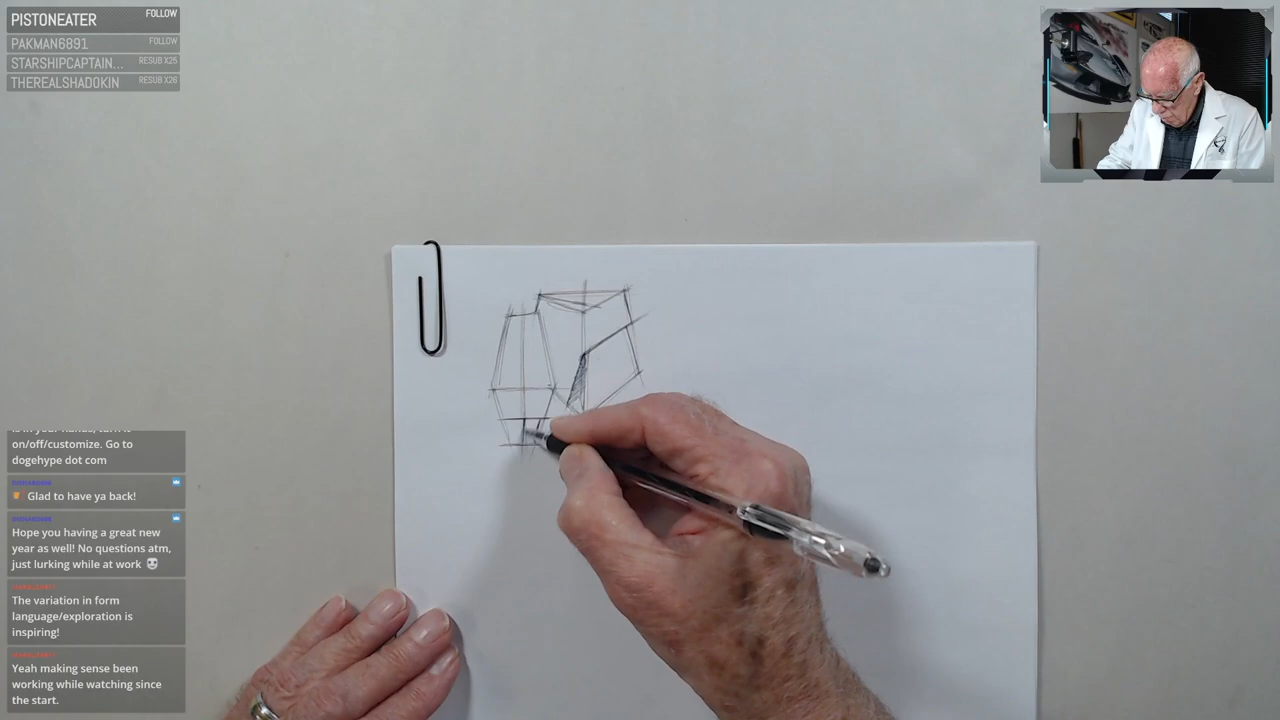 PISTONEATER FOLLOW
PAKMAN6891 FOLLOW
STARSHIPCAPTAIN... RESUB X25
THEREALSHADOKIN RESUB X26
on/off/customize. Go to
dogehype dot com
Glad to have ya back!
Hope you having a great new
year as well! No questions atm,
just lurking while at work
The variation in form
language/exploration is
inspiring!
Yeah making sense been
working while watching since
the start.